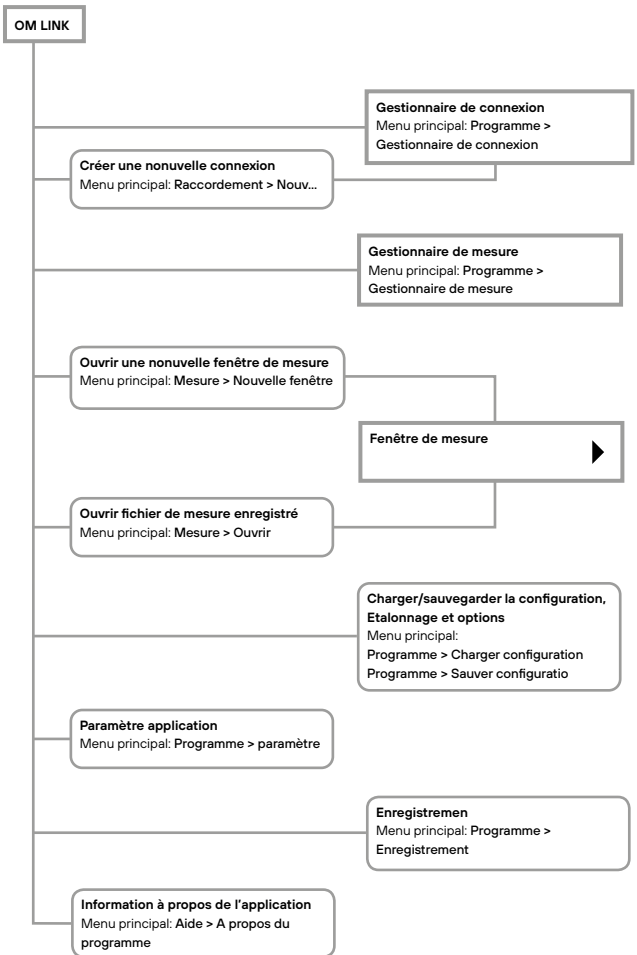 OM LINK
Gestionnaire de connexion
Menu principal: Programme >
Gestionnaire de connexion
Créer une nonuvelle connexion
Menu principal: Raccordement > Nouv...
Gestionnaire de mesure
Menu principal: Programme >
Gestionnaire de mesure
Ouvrir une nonuvelle fenêtre de mesure
Menu principal: Mesure > Nouvelle fenêtre
Fenêtre de mesure
Ouvrir fichier de mesure enregistré
Menu principal: Mesure > Ouvrir
Charger/sauvegarder la configuration,
Etalonnage et options
Menu principal:
Programme > Charger configuration
Programme > Sauver configuratio
Paramètre application
Menu principal: Programme > paramètre
Enregistremen
Menu principal: Programme >
Enregistrement
Information à propos de l'application
Menu principal: Aide > A propos du
programme